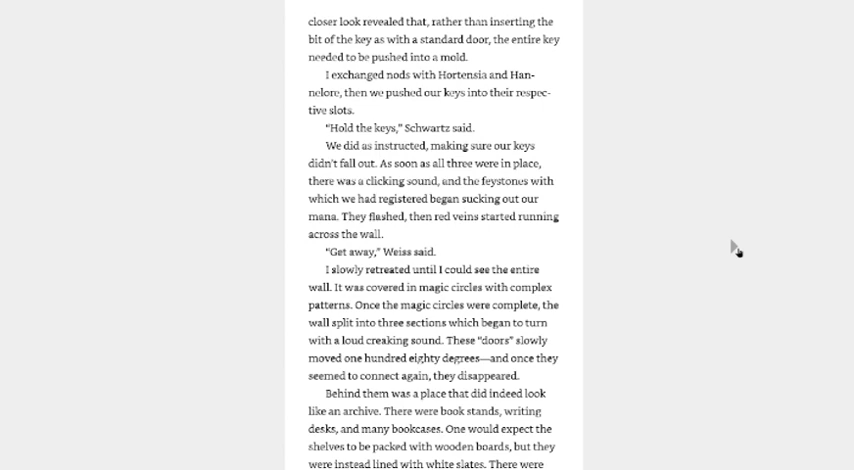 closer look revealed that, rather than inserting the
bit of the key as with a standard door, the entire key
needed to be pushed into a mold.
I exchanged nods with Hortensia and Han-
nelore, then we pushed our keys into their respec-
tive slots.
“Hold the keys,” Schwartz said.
We did as instructed, making sure our keys
didn't fall out. As soon as all three were in place,
there was a clicking sound, and the feystones with
which we had registered began sucking out our
mana. They flashed, then red veins started running
across the wall.
“Get away,” Weiss said.
I slowly retreated until I could see the entire
wall. It was covered in magic circles with complex
patterns. Once the magic circles were complete, the
wall split into three sections which began to turn
with a loud creaking sound. These “doors” slowly
moved one hundred eighty degrees—and once they
seemed to connect again, they disappeared.
Behind them was a place that did indeed look
like an archive. There were book stands, writing
desks, and many bookcases. One would expect the
shelves to be packed with wooden boards, but they
were instead lined with white slates. There were